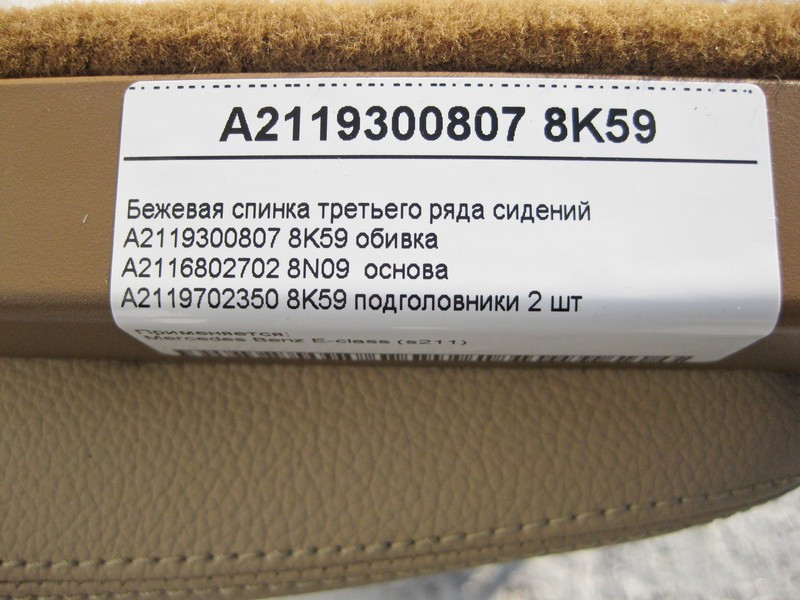 A2119300807 8K59
Бежевая спинка третьего ряда сидений
A2119300807 8K59 обивка
A2116802702 8N09 основа
A2119702350 8K59 подголовники 2 шт
Применяется:
Mercedes Benz E-class (s211)